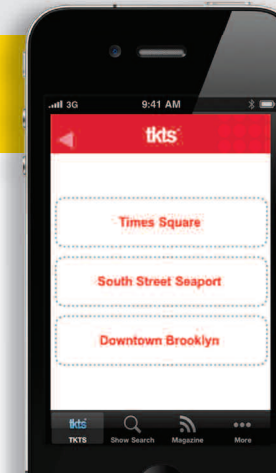 3G 9:41 AM
tkts
Times Square
South Street Seaport
Downtown Brooklyn
tkts
TKTS Show Search Magazine More